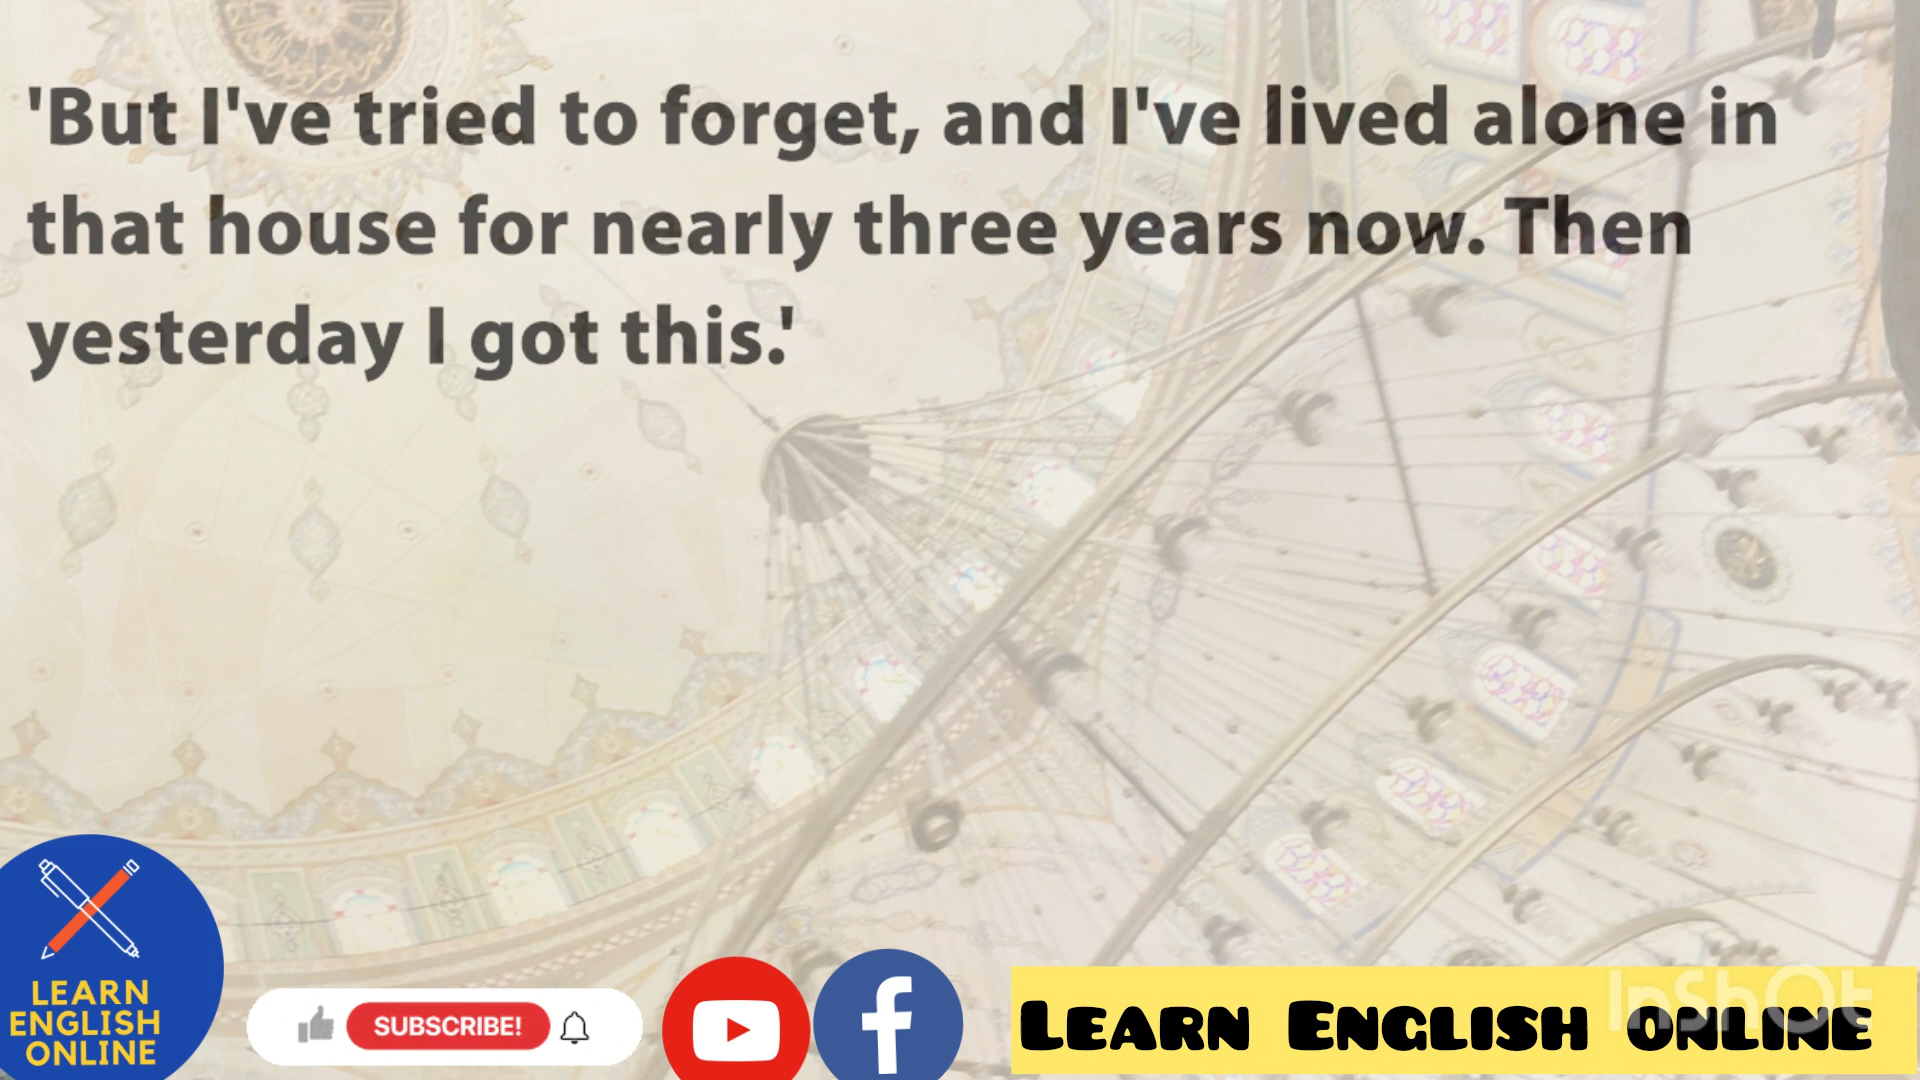 'But I've tried to forget, and I've lived alone in
that house for nearly three years now. Then
yesterday I got this.'
LEARN
ENGLISH
ONLINE
SUBSCRIBE!
LEARN ENGLISH ONLINE
InShOt